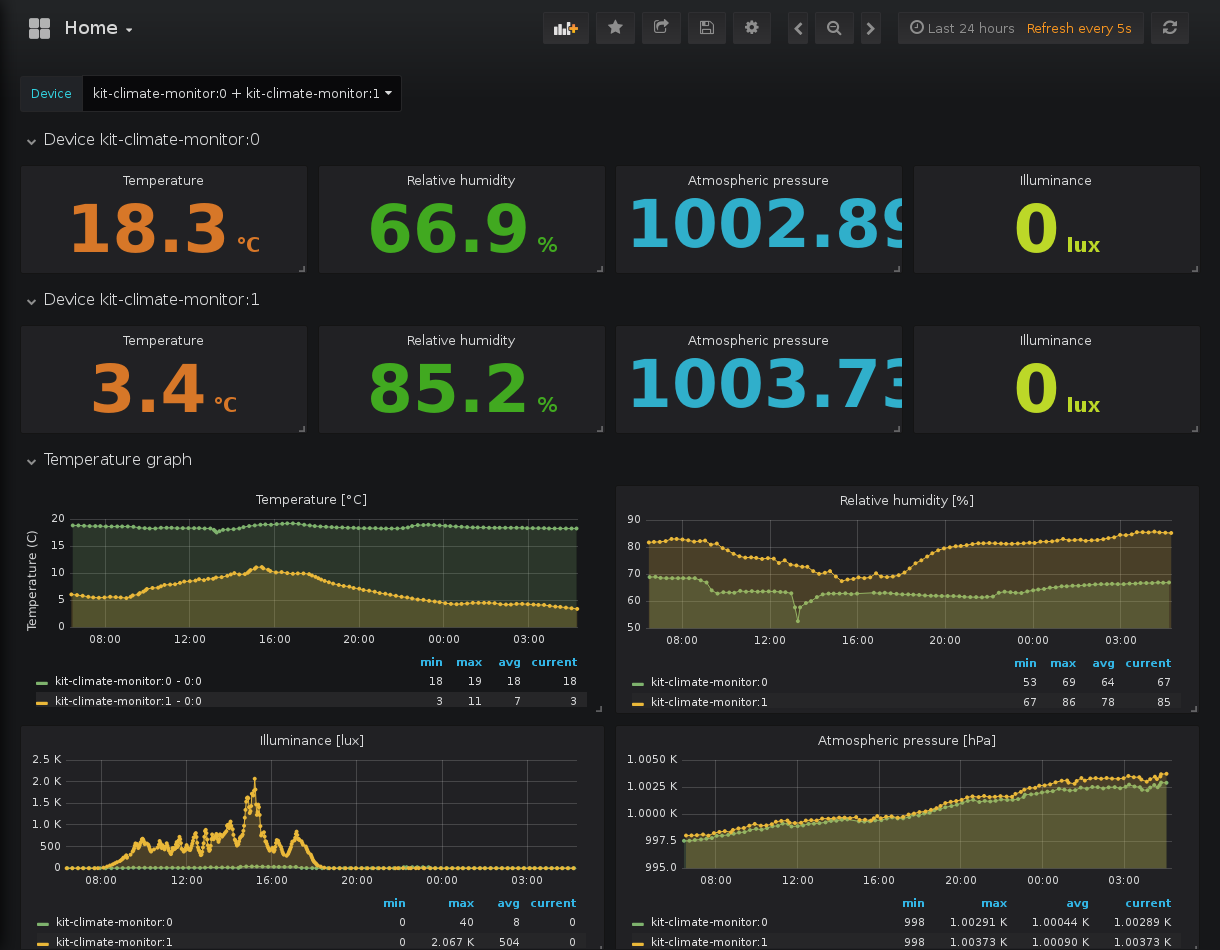 Home
Last 24 hours Refresh every 5s
Device kit-climate-monitor:0 + kit-climate-monitor:1
Device kit-climate-monitor:0
Temperature Relative humidity Atmospheric pressure Illuminance
18.3 °C 66.9 % 1002.89 0 lux
Device kit-climate-monitor:1
Temperature Relative humidity Atmospheric pressure Illuminance
3.4 °C 85.2 % 1003.73 0 lux
Temperature graph
Temperature [°C]
Temperature (C)
20
15
10
5
0
08:00 12:00 16:00 20:00 00:00 03:00
min max avg current
kit-climate-monitor:0 - 0:0 18 19 18 18
kit-climate-monitor:1 - 0:0 3 11 7 3
Relative humidity [%]
90
80
70
60
50
08:00 12:00 16:00 20:00 00:00 03:00
min max avg current
kit-climate-monitor:0 53 69 64 67
kit-climate-monitor:1 67 86 78 85
Illuminance [lux]
2.5 K
2.0 K
1.5 K
1.0 K
500
0
08:00 12:00 16:00 20:00 00:00 03:00
min max avg current
kit-climate-monitor:0 0 40 8 0
kit-climate-monitor:1 0 2.067 K 504 0
Atmospheric pressure [hPa]
1.0050 K
1.0025 K
1.0000 K
997.5
995.0
08:00 12:00 16:00 20:00 00:00 03:00
min max avg current
kit-climate-monitor:0 998 1.00291 K 1.00044 K 1.00289 K
kit-climate-monitor:1 998 1.00373 K 1.00090 K 1.00373 K